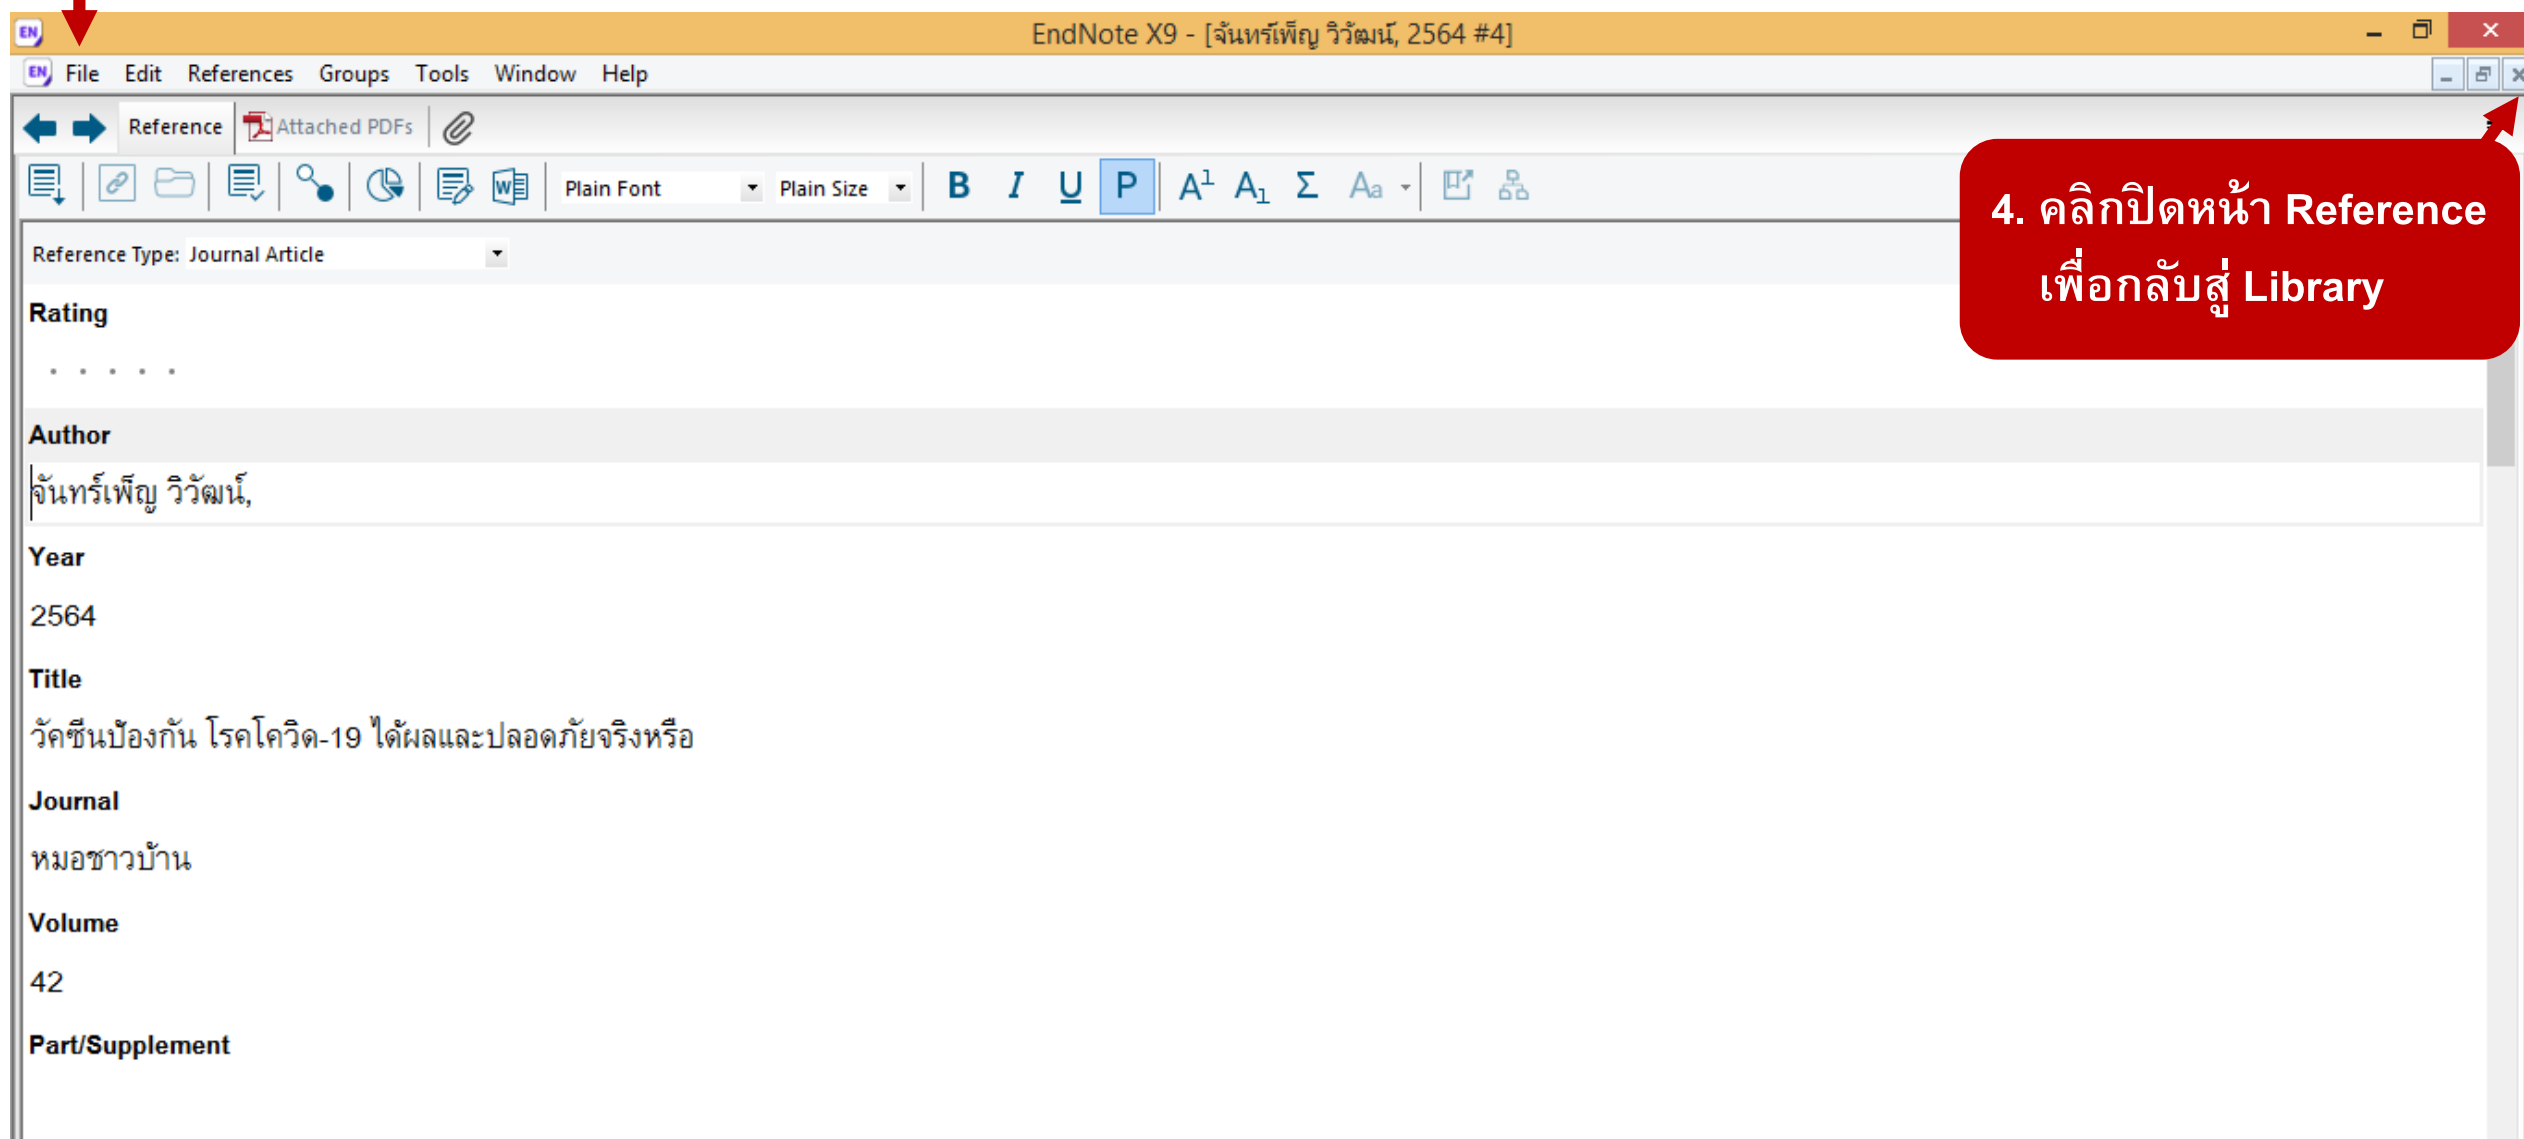 EndNote X9 - [จันทร์เพ็ญ วิวัฒน์, 2564 #4]
File Edit References Groups Tools Window Help
Reference Attached PDFs
Plain Font Plain Size B I U P A¹ A₁ Σ Aa
Reference Type: Journal Article
4. คลิกปิดหน้า Reference
เพื่อกลับสู่ Library
Rating
Author
จันทร์เพ็ญ วิวัฒน์,
Year
2564
Title
วัคซีนป้องกัน โรคโควิด-19 ได้ผลและปลอดภัยจริงหรือ
Journal
หมอชาวบ้าน
Volume
42
Part/Supplement